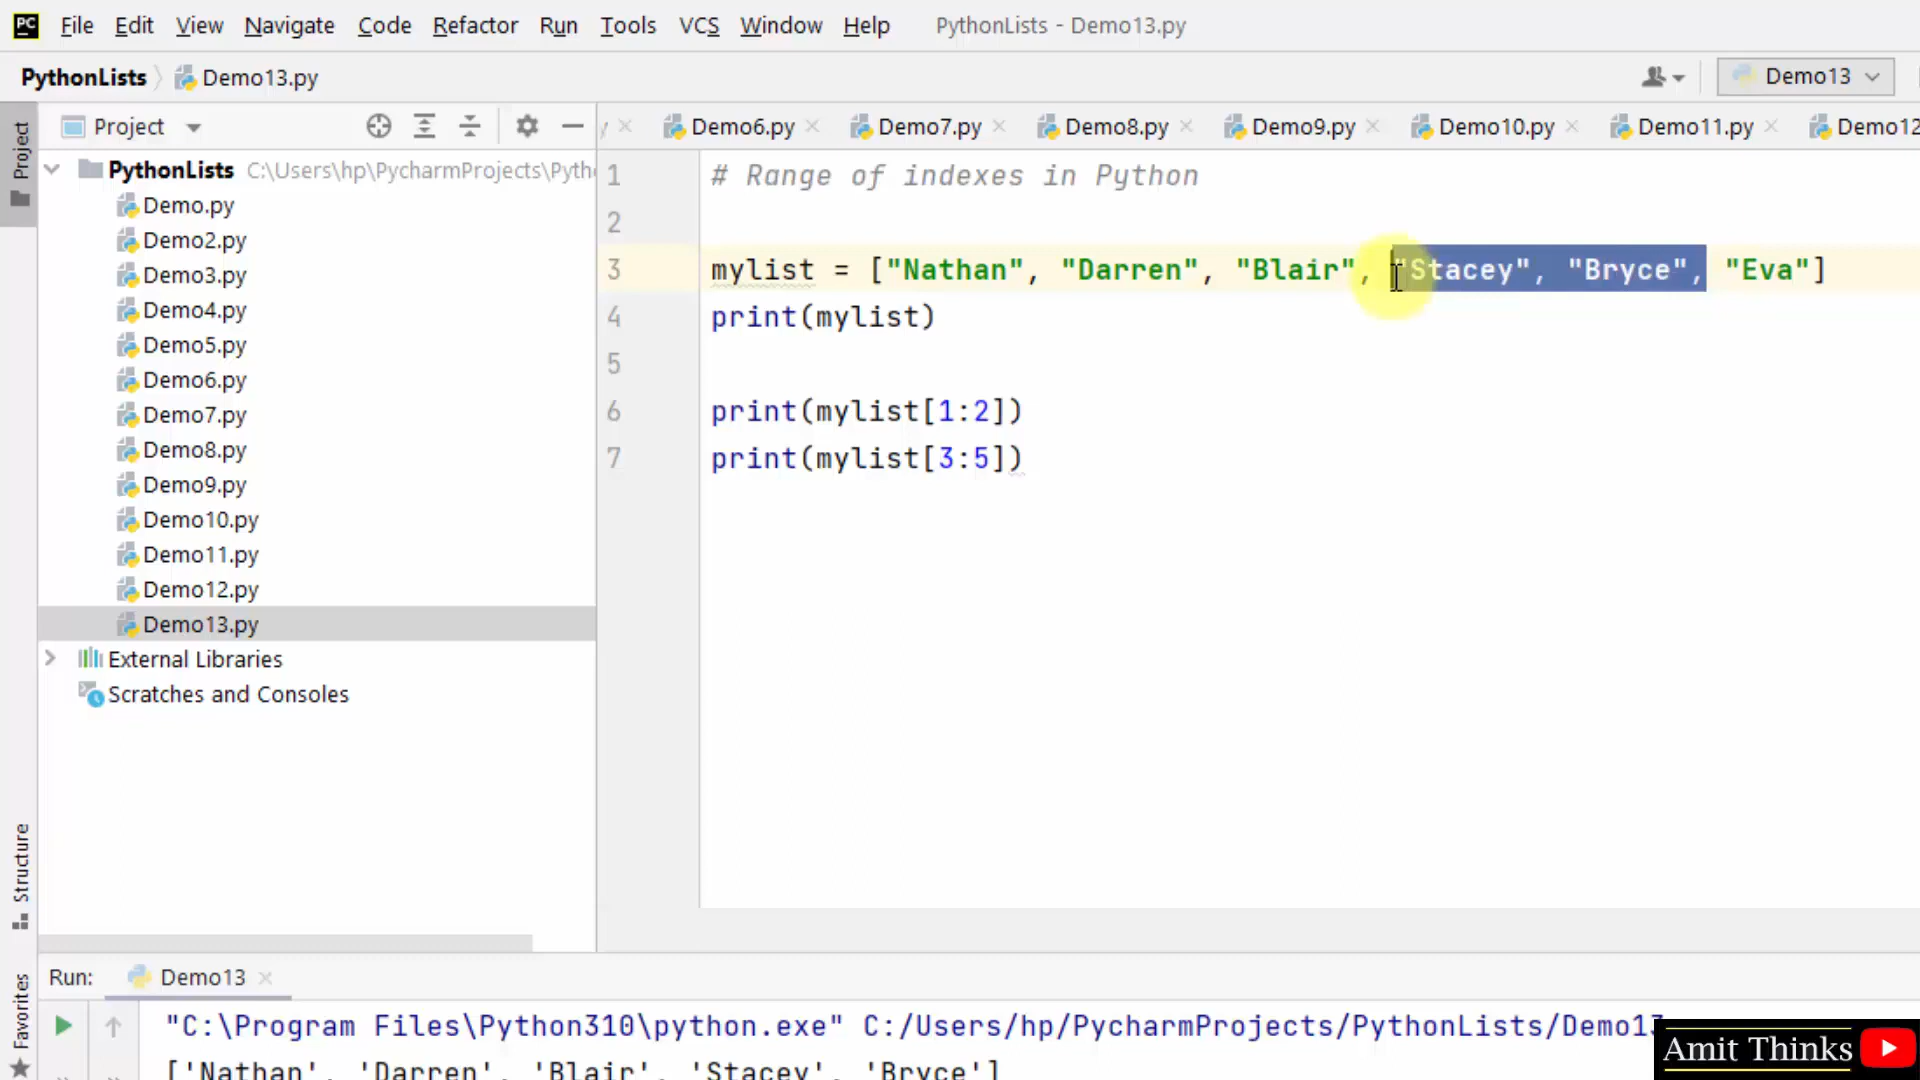 PC File Edit View Navigate Code Refactor Run Tools VCS Window Help PythonLists - Demo13.py
PythonLists Demo13.py Demo13
Project Project Demo6.py Demo7.py Demo8.py Demo9.py Demo10.py Demo11.py Demo12
PythonLists C:\Users\hp\PycharmProjects\Pyth
Demo.py
Demo2.py
Demo3.py
Demo4.py
Demo5.py
Demo6.py
Demo7.py
Demo8.py
Demo9.py
Demo10.py
Demo11.py
Demo12.py
Demo13.py
External Libraries
Scratches and Consoles
1 # Range of indexes in Python
2
3 mylist = ["Nathan", "Darren", "Blair", "Stacey", "Bryce", "Eva"]
4 print(mylist)
5
6 print(mylist[1:2])
7 print(mylist[3:5])
Structure
Favorites
Run: Demo13
"C:\Program Files\Python310\python.exe" C:/Users/hp/PycharmProjects/PythonLists/Demo13
['Nathan', 'Darren', 'Blair', 'Stacey', 'Bryce']
Amit Thinks